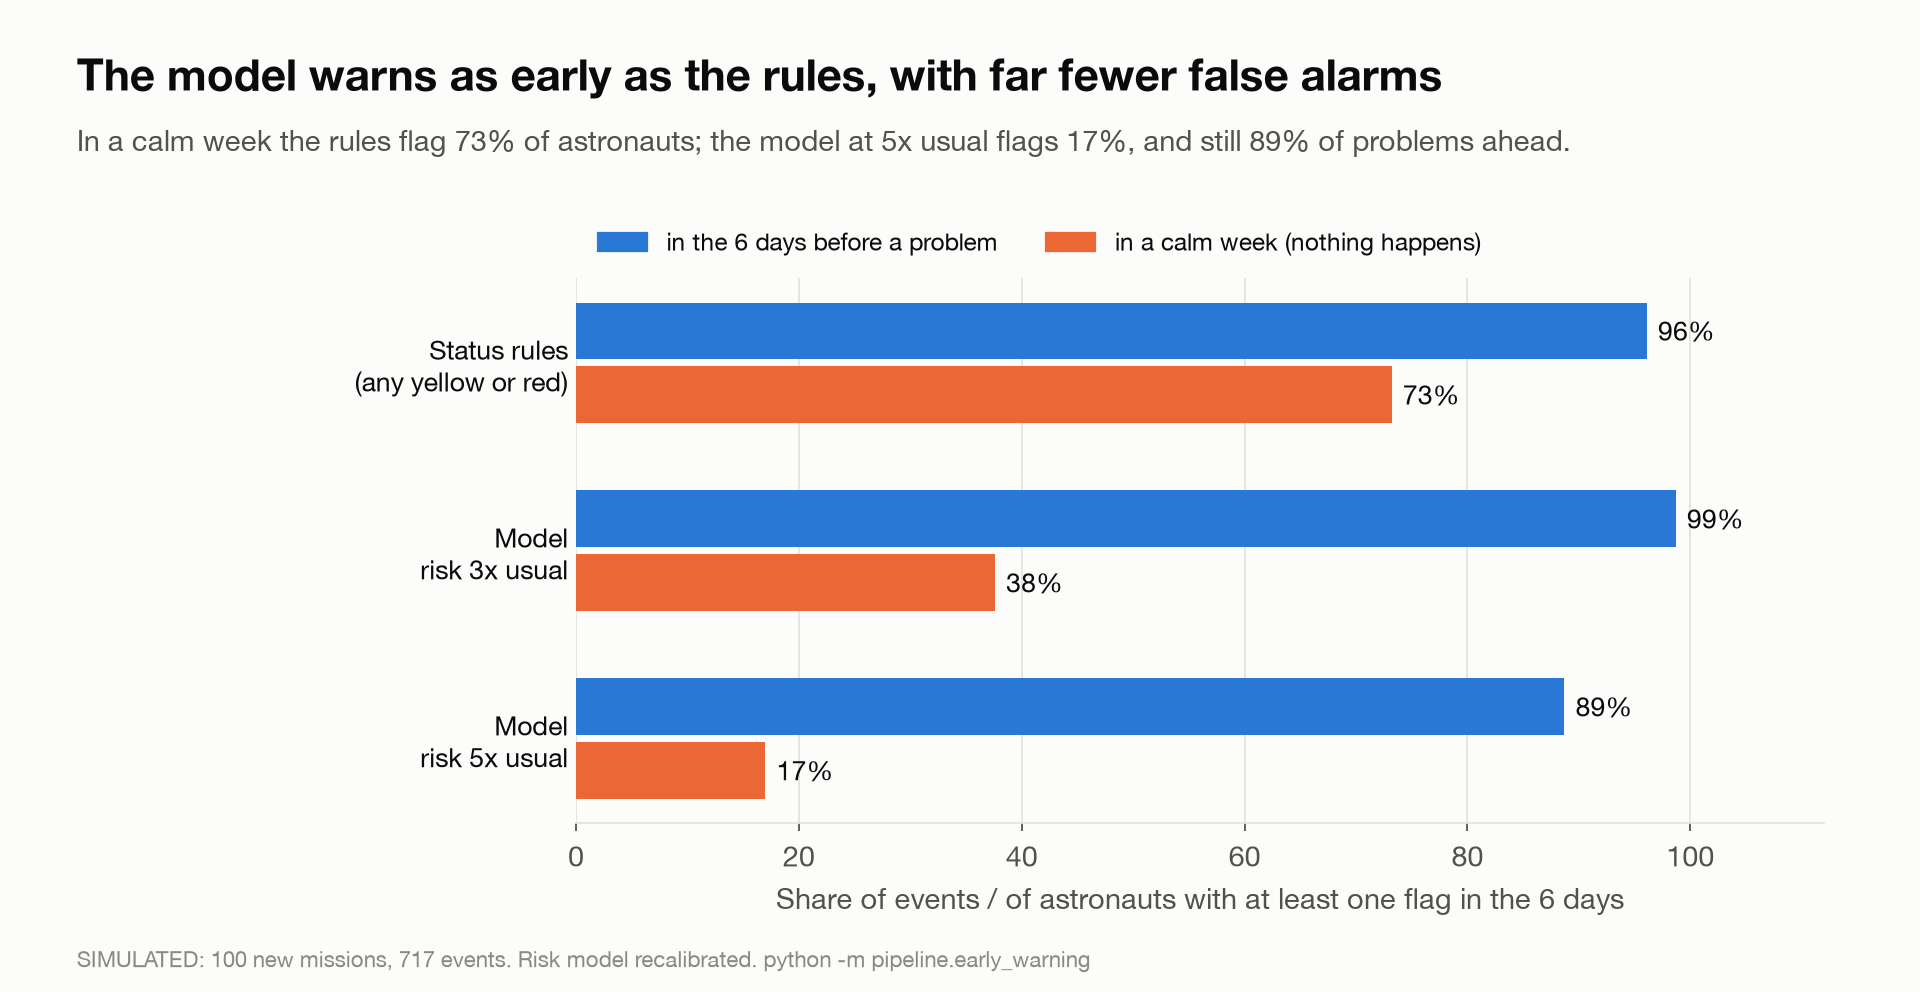 The model warns as early as the rules, with far fewer false alarms
In a calm week the rules flag 73% of astronauts; the model at 5x usual flags 17%, and still 89% of problems ahead.
in the 6 days before a problem
in a calm week (nothing happens)
Status rules
(any yellow or red)
96%
73%
Model
risk 3x usual
99%
38%
Model
risk 5x usual
89%
17%
0 20 40 60 80 100
Share of events / of astronauts with at least one flag in the 6 days
SIMULATED: 100 new missions, 717 events. Risk model recalibrated. python -m pipeline.early_warning